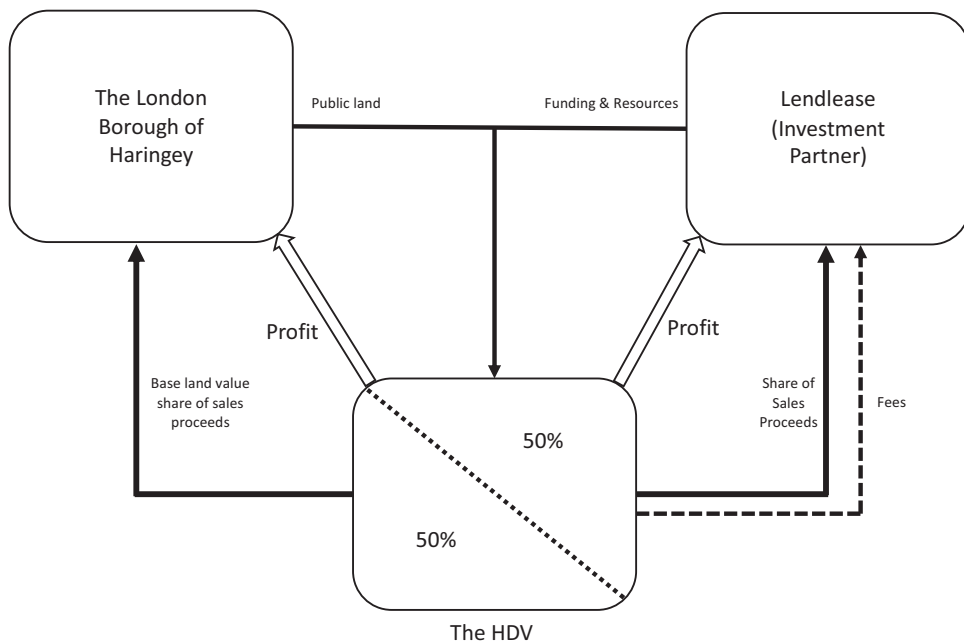 The London
Borough of
Haringey
Public land
Funding & Resources
Lendlease
(Investment
Partner)
Profit
Profit
Base land value
share of sales
proceeds
Share of
Sales
Proceeds
Fees
50%
50%
The HDV